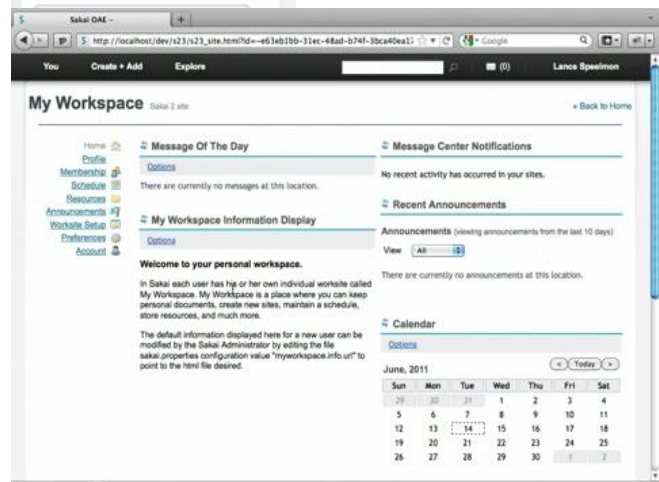 Sakai OAE –
http://localhost/dev/s23/s23_site.html?id=~e63eb1bb-31ec-48ad-b74f-3bca40ea1
Google
You Create + Add Explore (0) Lance Speelmon
My Workspace Sakai 2 site
« Back to Home
Home
Profile
Membership
Schedule
Resources
Announcements
Worksite Setup
Preferences
Account
Message Of The Day
Options
There are currently no messages at this location.
My Workspace Information Display
Options
Welcome to your personal workspace.
In Sakai each user has his or her own individual worksite called
My Workspace. My Workspace is a place where you can keep
personal documents, create new sites, maintain a schedule,
store resources, and much more.
The default information displayed here for a new user can be
modified by the Sakai Administrator by editing the file
sakai.properties configuration value "myworkspace.info.url" to
point to the html file desired.
Message Center Notifications
No recent activity has occurred in your sites.
Recent Announcements
Announcements (viewing announcements from the last 10 days)
View All
There are currently no announcements at this location.
Calendar
Options
June, 2011
< Today >
Sun Mon Tue Wed Thu Fri Sat
29 30 31 1 2 3 4
5 6 7 8 9 10 11
12 13 14 15 16 17 18
19 20 21 22 23 24 25
26 27 28 29 30 1 2